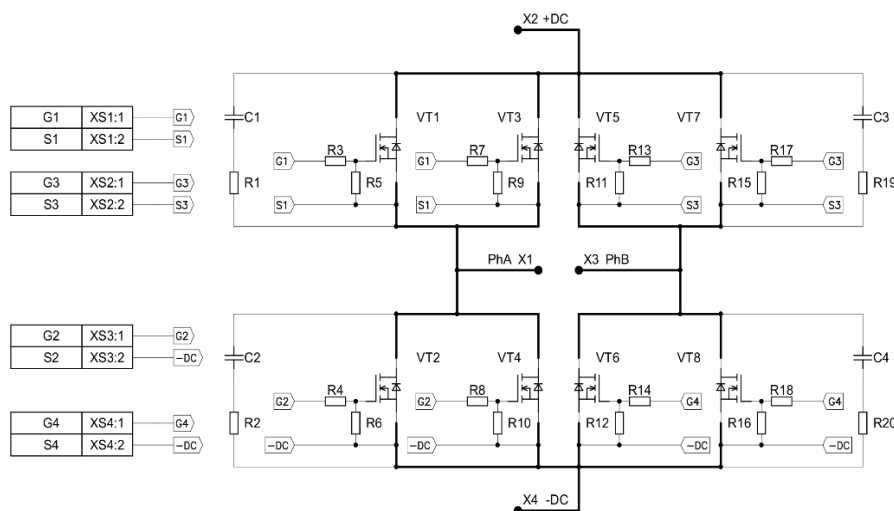 X2 +DC
G1 XS1:1 G1
S1 XS1:2 S1
G3 XS2:1 G3
S3 XS2:2 S3
C1 VT1 VT3 VT5 VT7 C3
R3 R7 R13 R17
G1 G1 G3 G3
R1 R5 R9 R11 R15 R19
S1 S1 S3 S3
PhA X1 X3 PhB
G2 XS3:1 G2
S2 XS3:2 -DC
G4 XS4:1 G4
S4 XS4:2 -DC
C2 VT2 VT4 VT6 VT8 C4
R4 R8 R14 R18
G2 G2 G4 G4
R2 R6 R10 R12 R16 R20
-DC -DC -DC -DC
X4 -DC